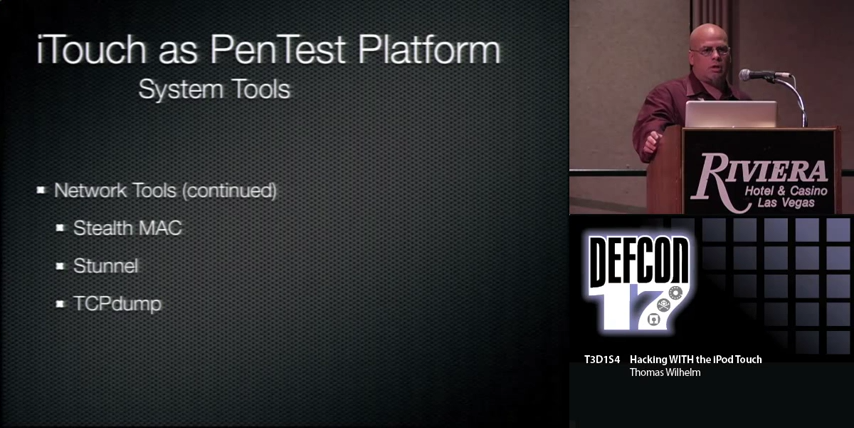 iTouch as PenTest Platform
System Tools
Network Tools (continued)
Stealth MAC
Stunnel
TCPdump
RIVIERA
Hotel & Casino
Las Vegas
DEFCON
17
T3D1S4 Hacking WITH the iPod Touch
Thomas Wilhelm